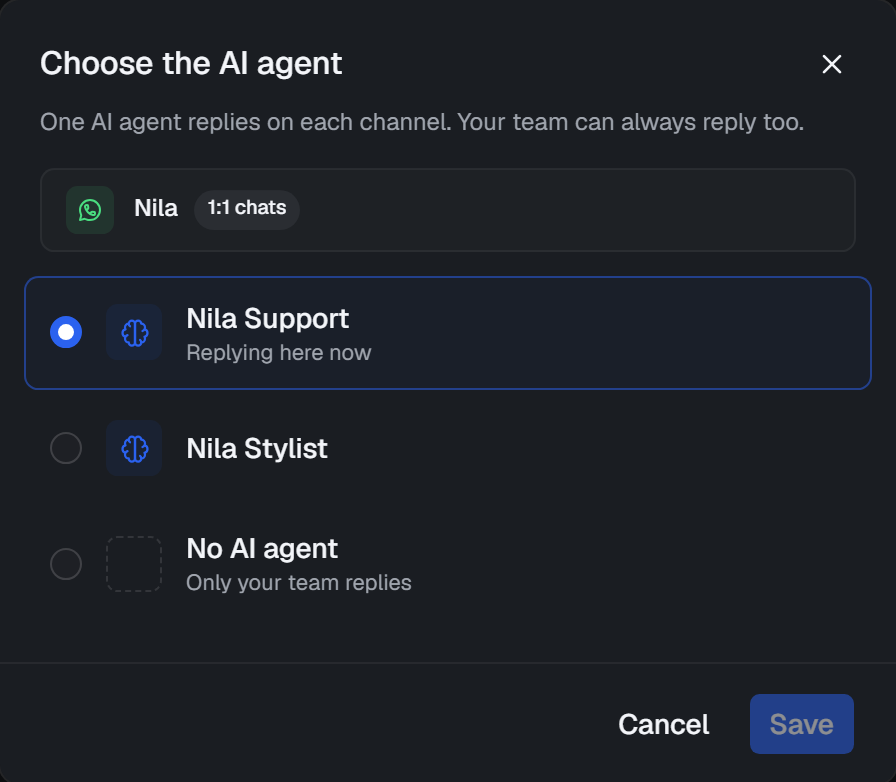 Choose the AI agent
One AI agent replies on each channel. Your team can always reply too.
Nila 1:1 chats
Nila Support
Replying here now
Nila Stylist
No AI agent
Only your team replies
Cancel Save